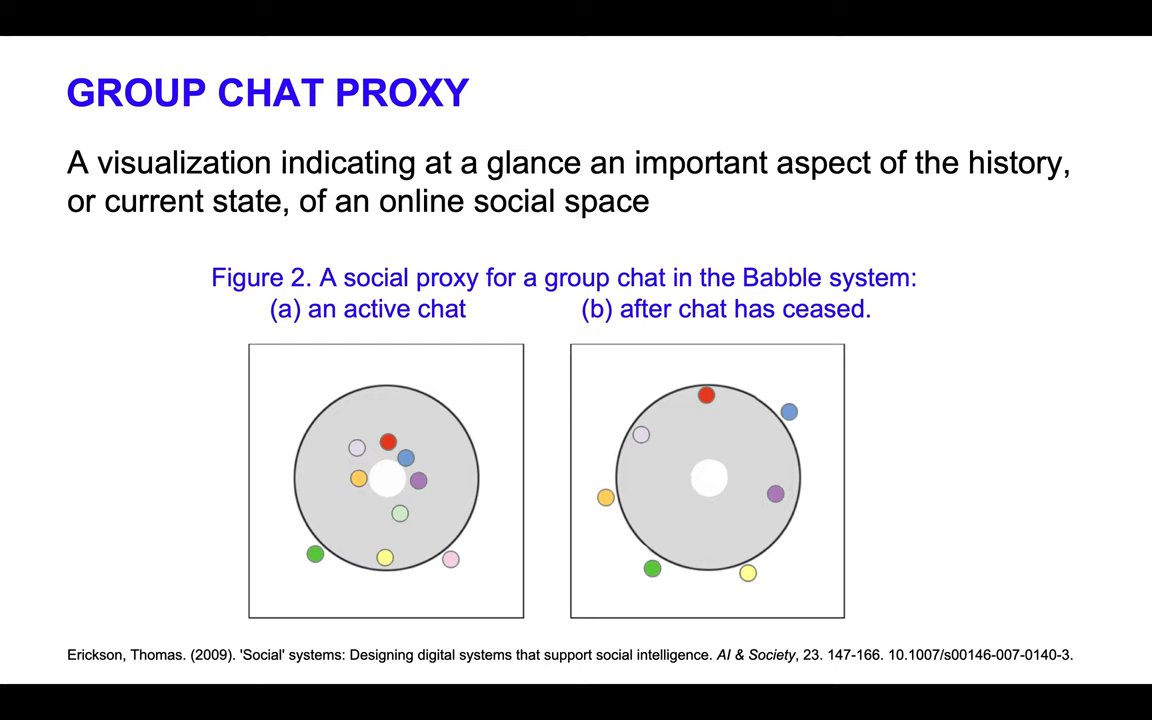 GROUP CHAT PROXY
A visualization indicating at a glance an important aspect of the history,
or current state, of an online social space
Figure 2. A social proxy for a group chat in the Babble system:
(a) an active chat (b) after chat has ceased.
Erickson, Thomas. (2009). 'Social' systems: Designing digital systems that support social intelligence. AI & Society, 23. 147-166. 10.1007/s00146-007-0140-3.